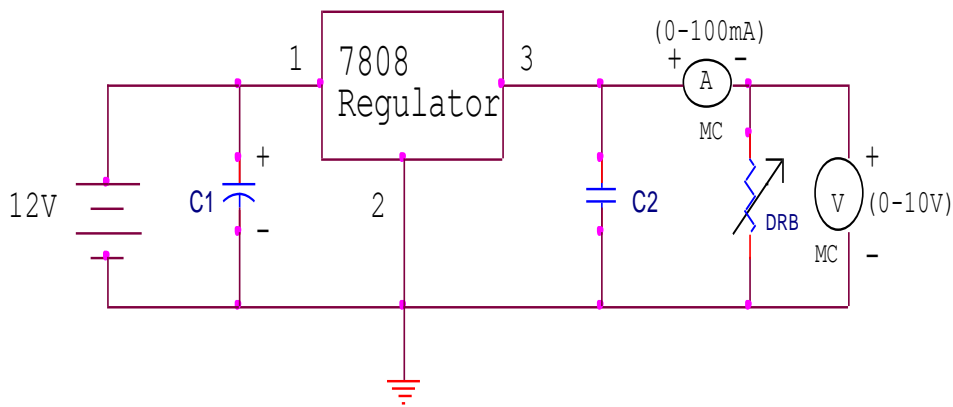 (0-100mA)
+ -
1
7808
Regulator
3
A
MC
12V
C1
+
-
2
C2
DRB
V
+
(0-10V)
MC
-